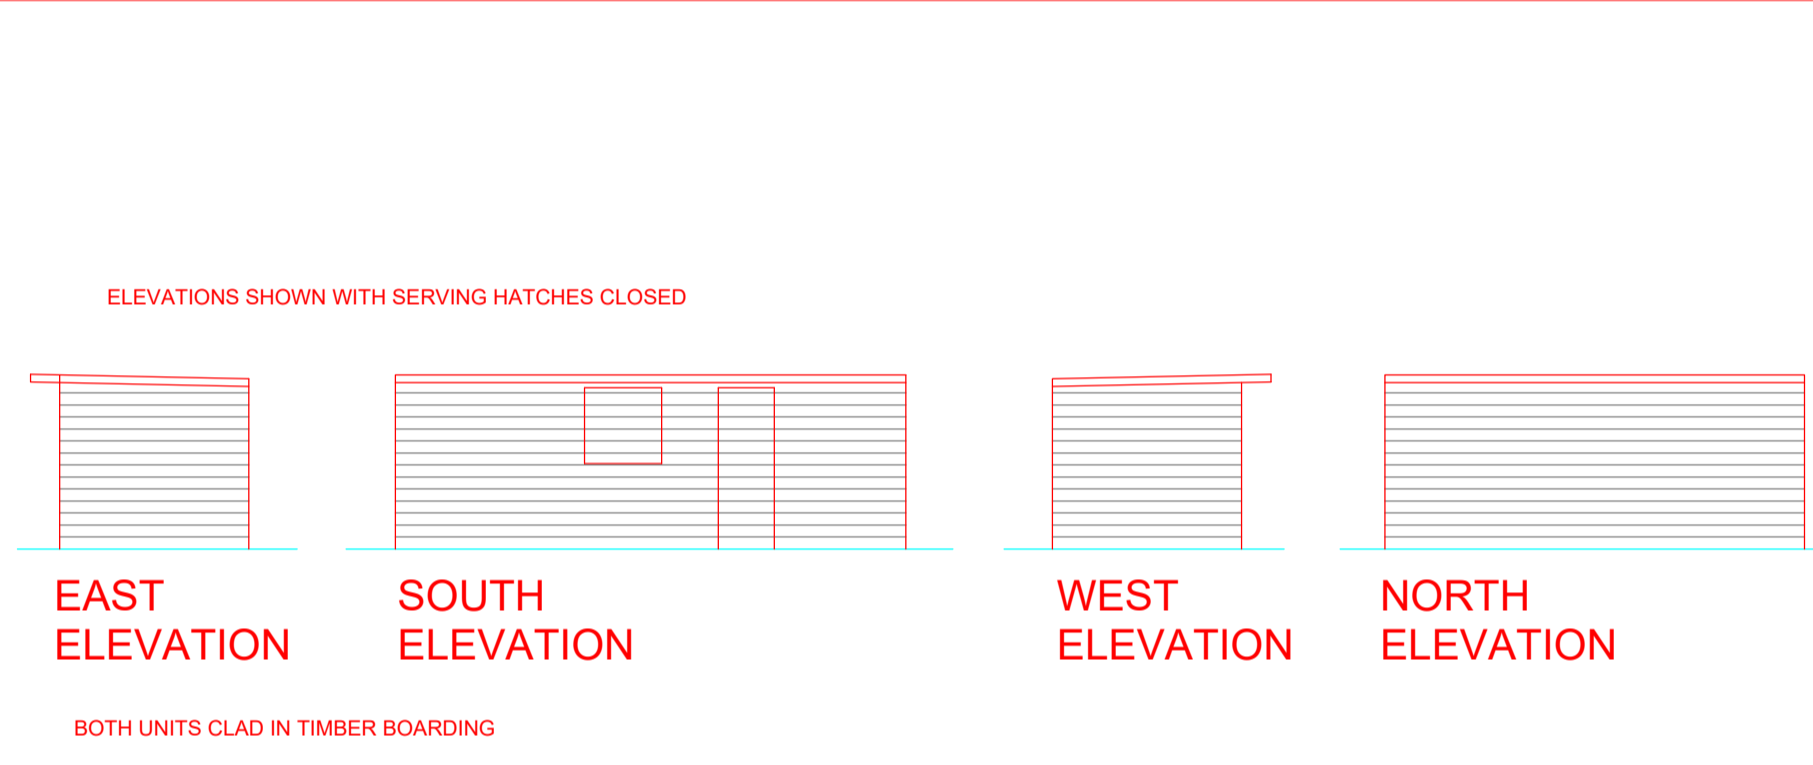 ELEVATIONS SHOWN WITH SERVING HATCHES CLOSED
EAST
ELEVATION
SOUTH
ELEVATION
WEST
ELEVATION
NORTH
ELEVATION
BOTH UNITS CLAD IN TIMBER BOARDING